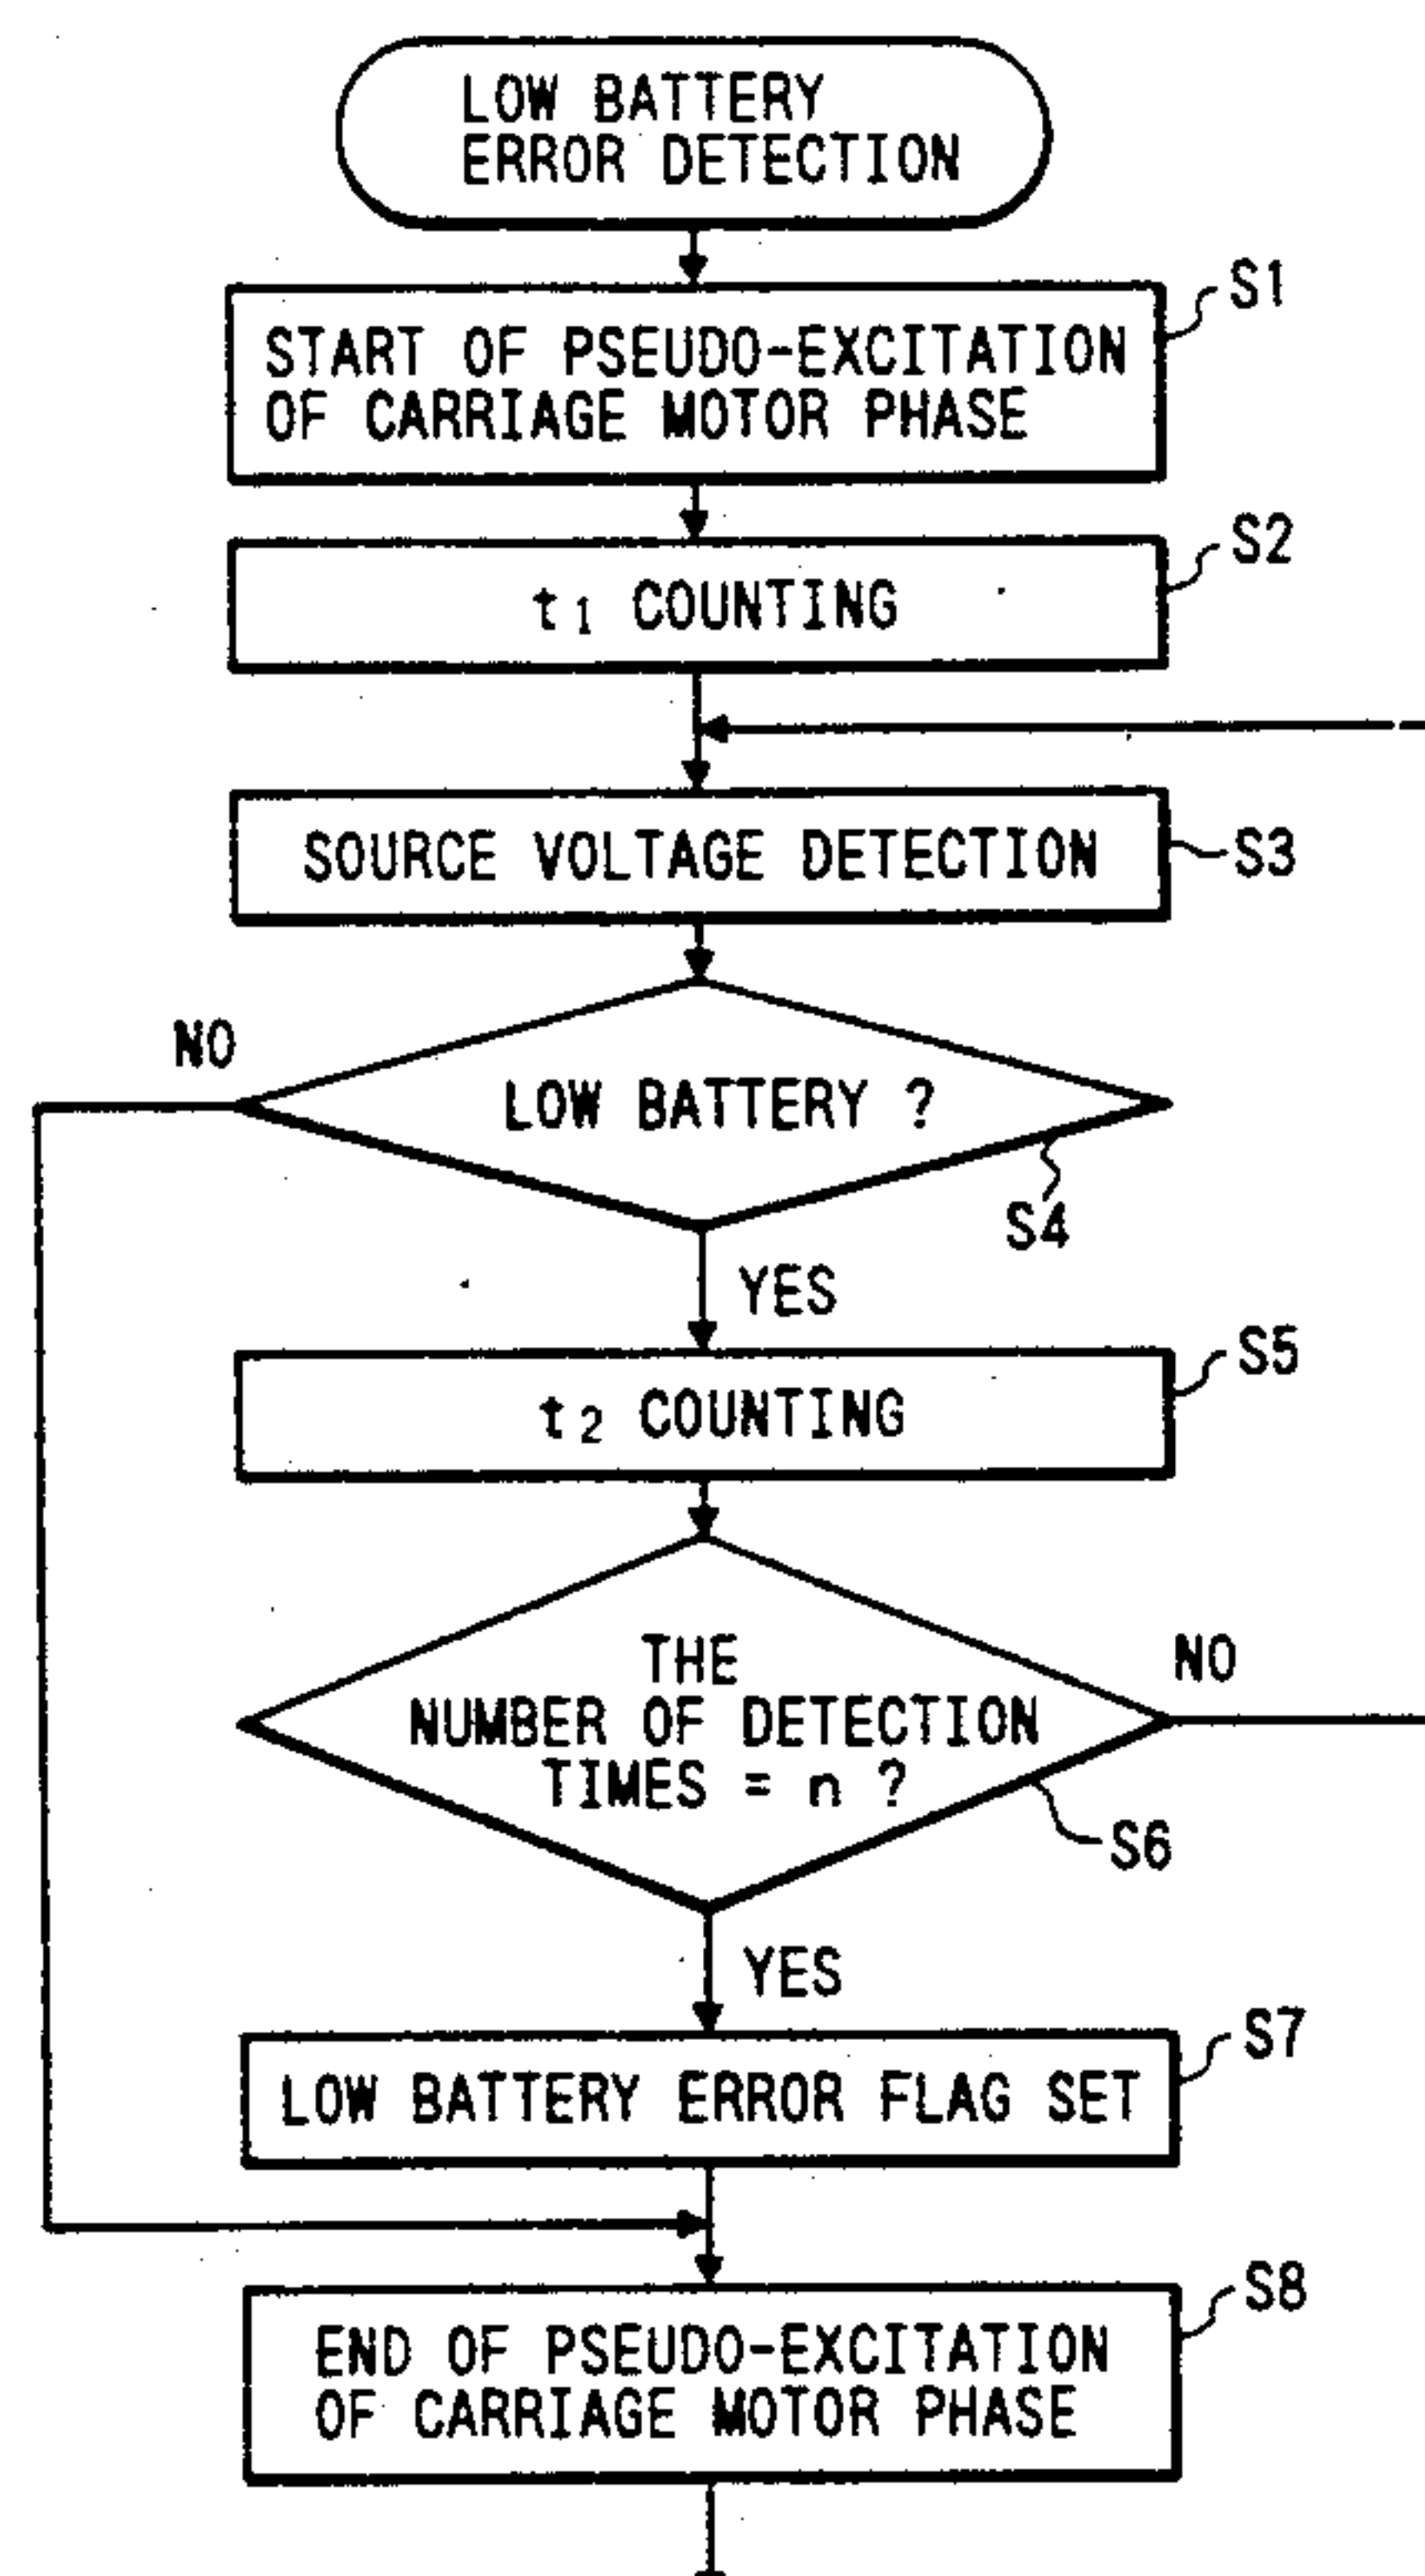 LOW BATTERY
ERROR DETECTION
S1
START OF PSEUDO-EXCITATION
OF CARRIAGE MOTOR PHASE
S2
t1 COUNTING
SOURCE VOLTAGE DETECTION
S3
NO
LOW BATTERY ?
S4
YES
S5
t2 COUNTING
THE
NO
NUMBER OF DETECTION
TIMES = n ?
S6
YES
S7
LOW BATTERY ERROR FLAG SET
S8
END OF PSEUDO-EXCITATION
OF CARRIAGE MOTOR PHASE